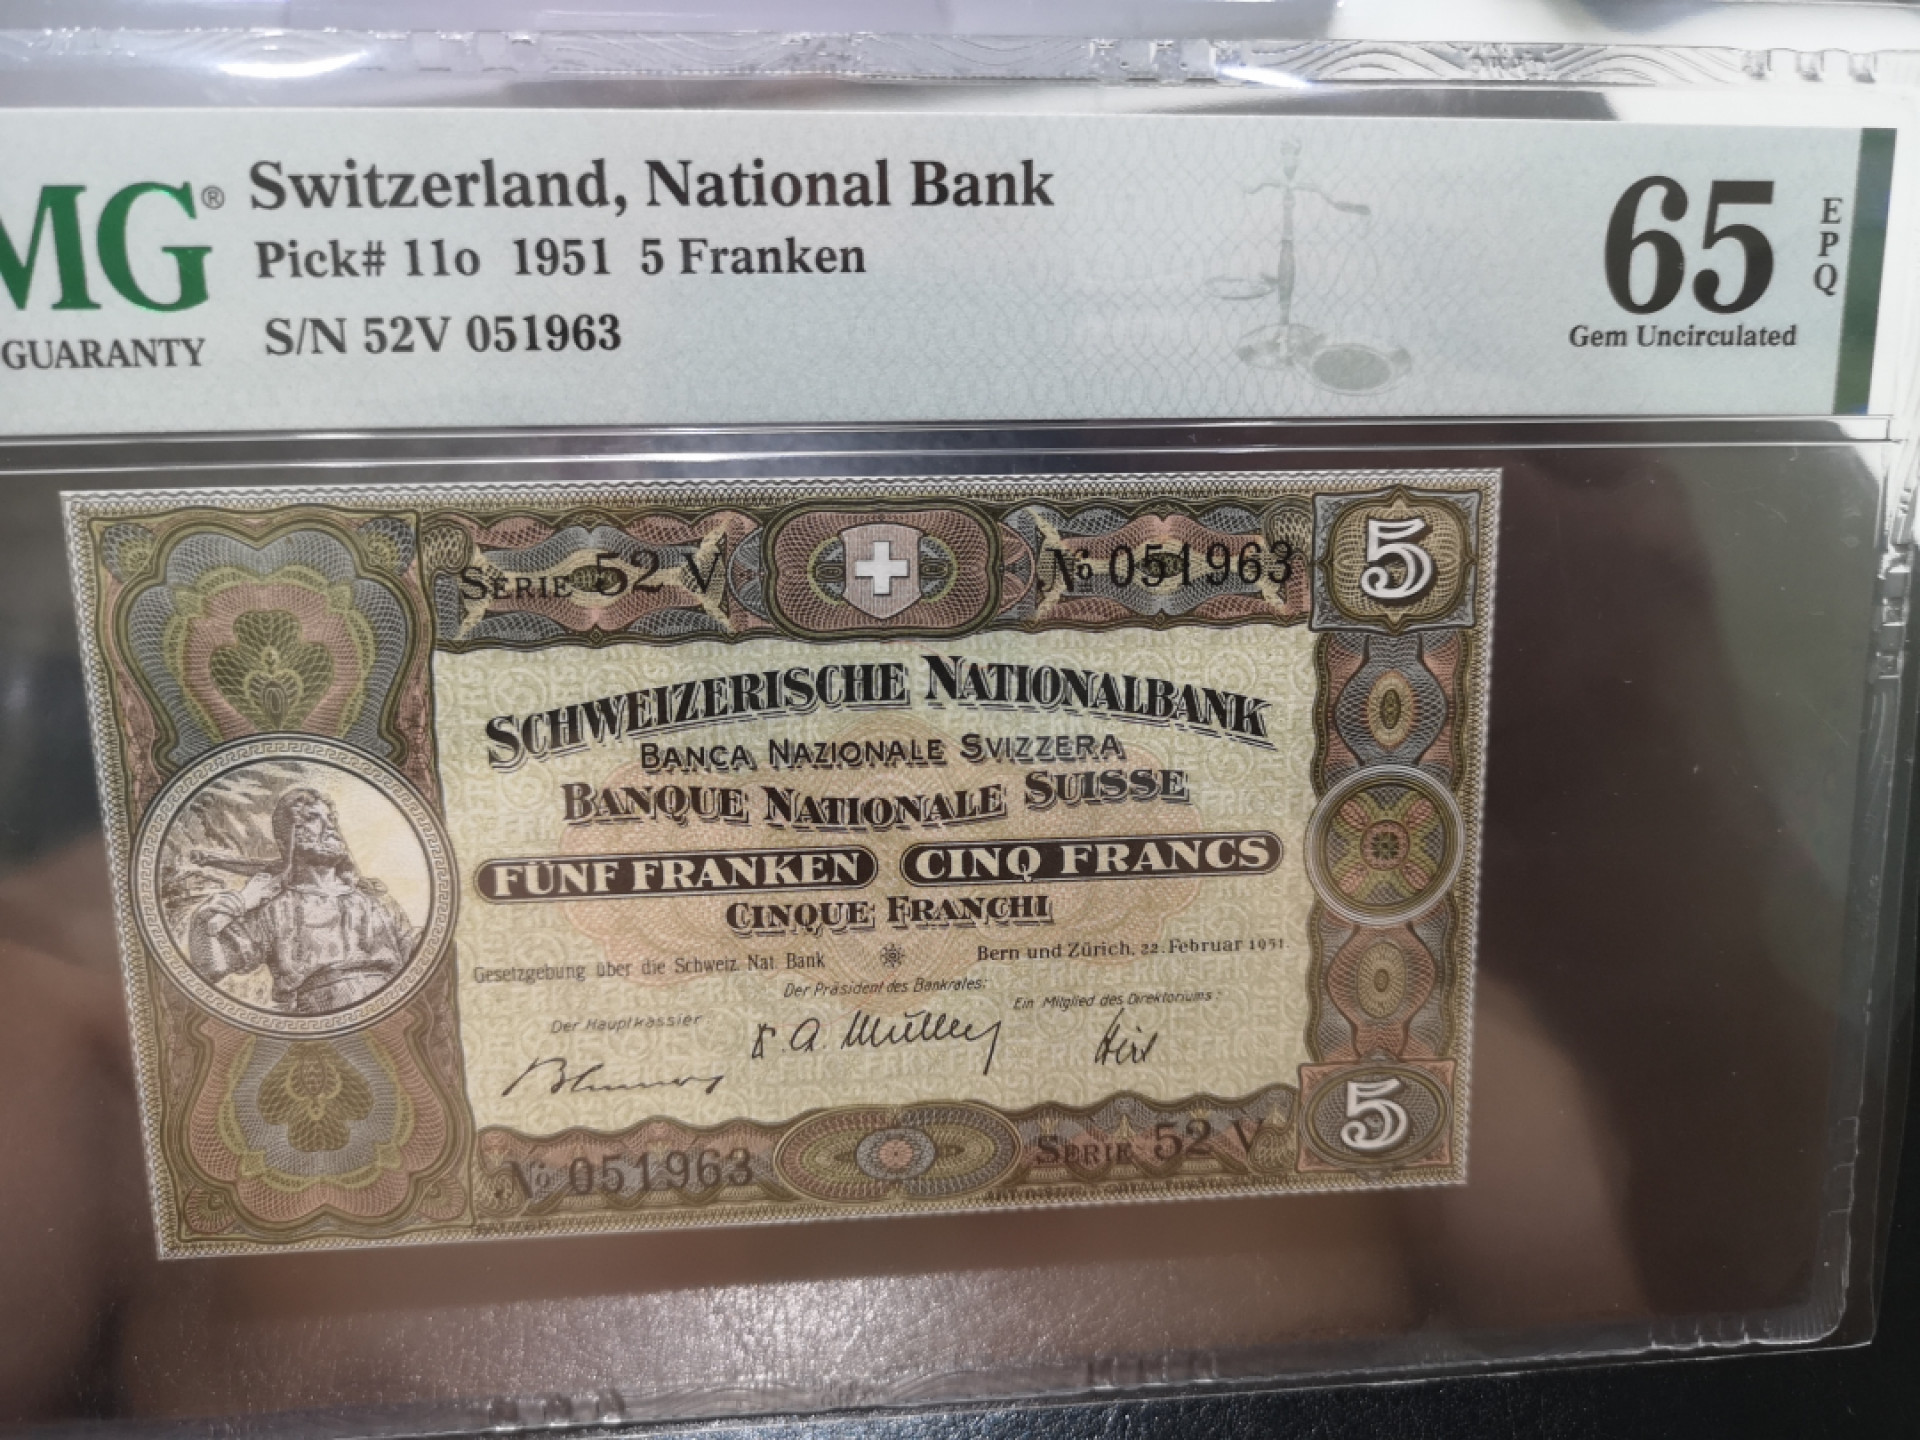 MG® Switzerland, National Bank
Pick# 11o 1951 5 Franken
GUARANTY S/N 52V 051963
65 EPQ
Gem Uncirculated
SERIE 52 V No 051963 5
SCHWEIZERISCHE NATIONALBANK
BANCA NAZIONALE SVIZZERA
BANQUE NATIONALE SUISSE
FÜNF FRANKEN CINQ FRANCS
CINQUE FRANCHI
Gesetzgebung über die Schweiz. Nat. Bank Bern und Zürich, 22. Februar 1951.
Der Präsident des Bankrates:
Ein Mitglied des Direktoriums:
Der Hauptkassier
No 051963 SERIE 52 V 5